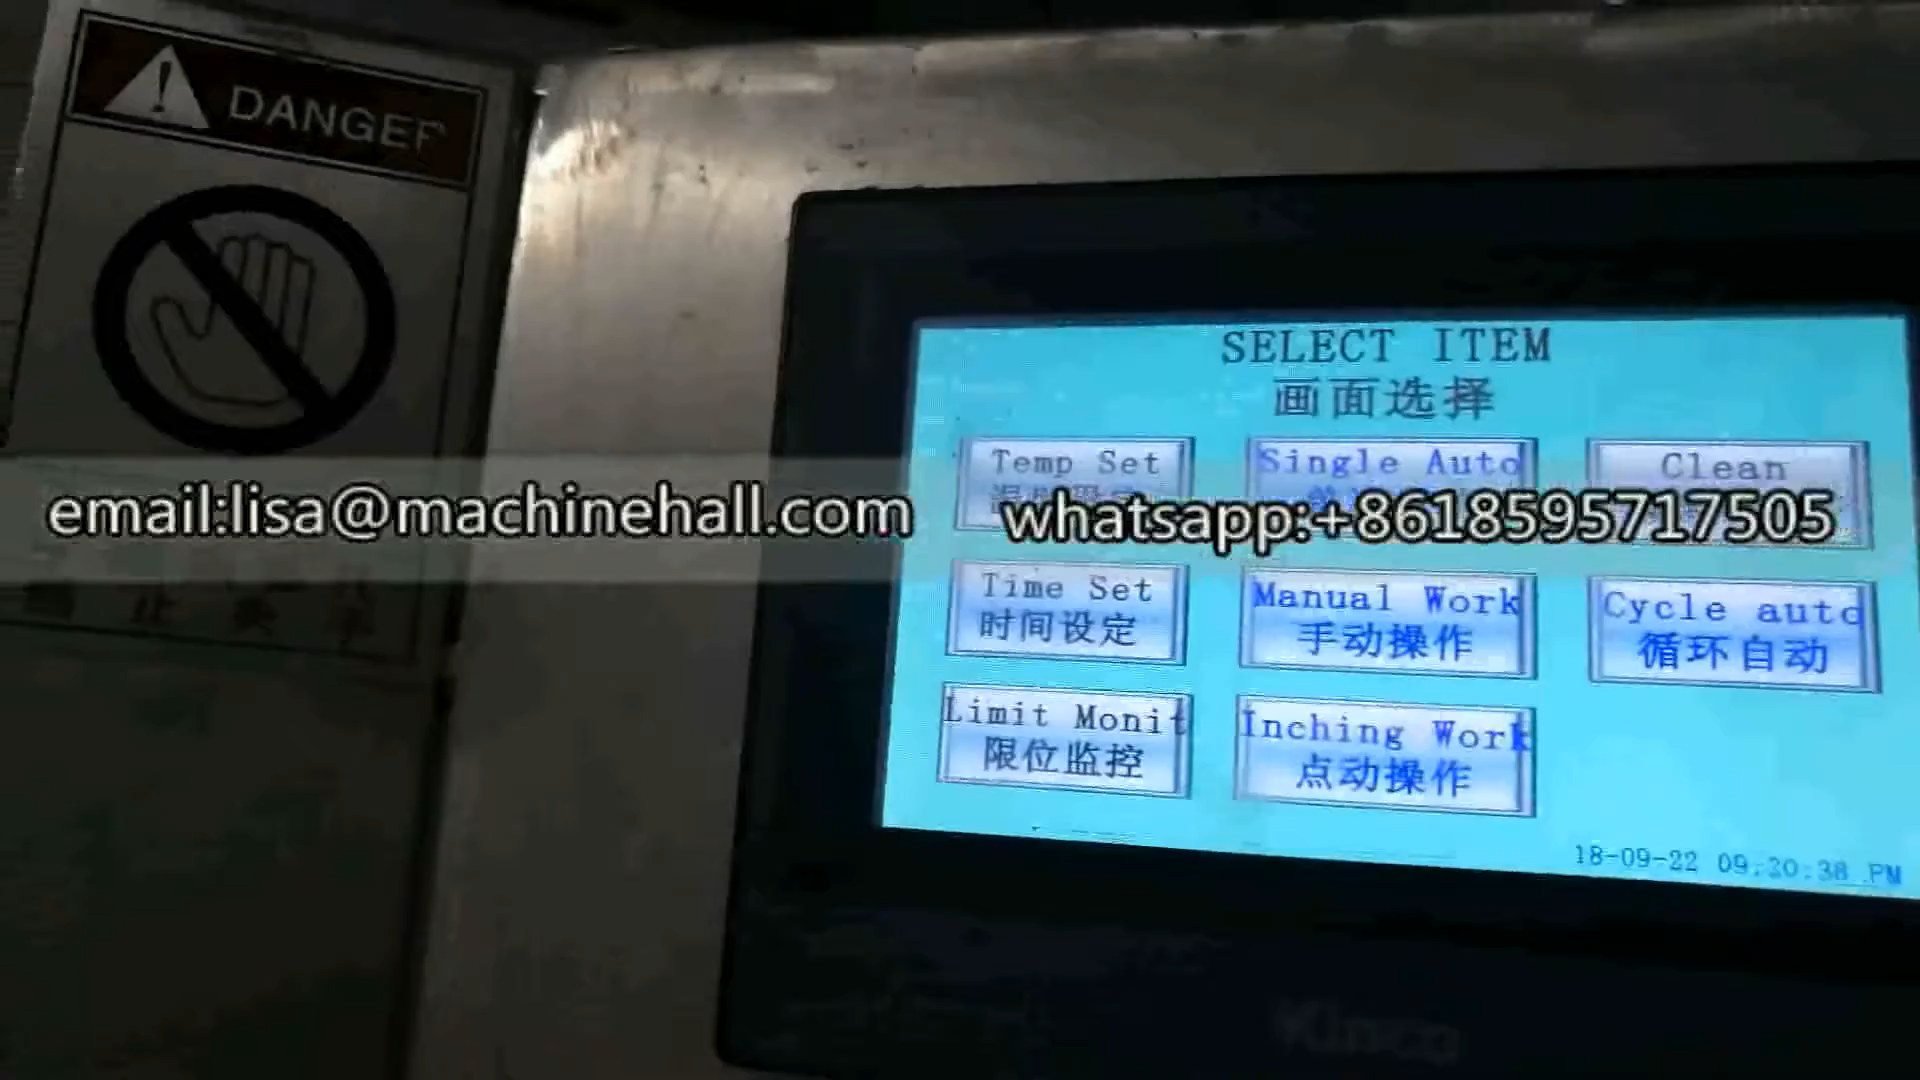 DANGER
SELECT ITEM
画面选择
Temp Set
Single Auto
Clean
email:lisa@machinehall.com
whatsapp:+8618595717505
Time Set
时间设定
Manual Work
手动操作
Cycle auto
循环自动
Limit Monit
限位监控
Inching Work
点动操作
18-09-22 09:20:38 PM
Kinco